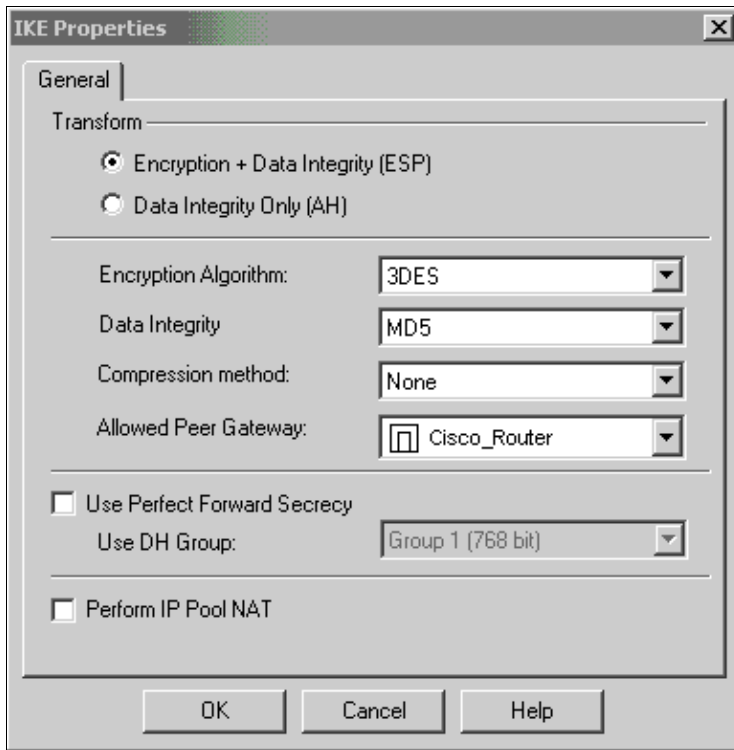 IKE Properties
General
Transform
Encryption + Data Integrity (ESP)
Data Integrity Only (AH)
Encryption Algorithm: 3DES
Data Integrity MD5
Compression method: None
Allowed Peer Gateway: Cisco_Router
Use Perfect Forward Secrecy
Use DH Group: Group 1 (768 bit)
Perform IP Pool NAT
OK Cancel Help